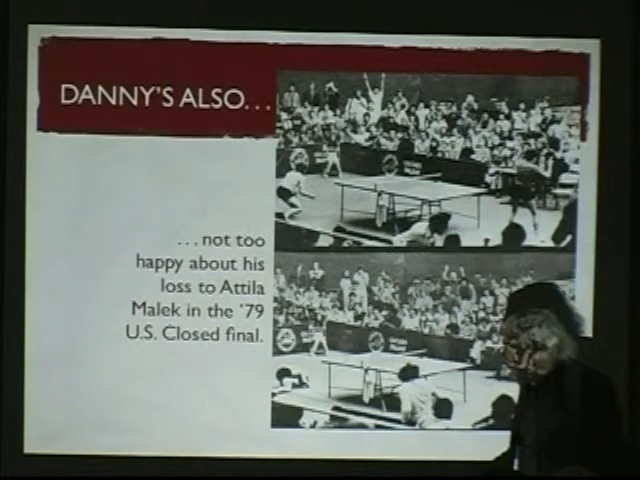 DANNY'S ALSO...
...not too
happy about his
loss to Attila
Malek in the '79
U.S. Closed final.